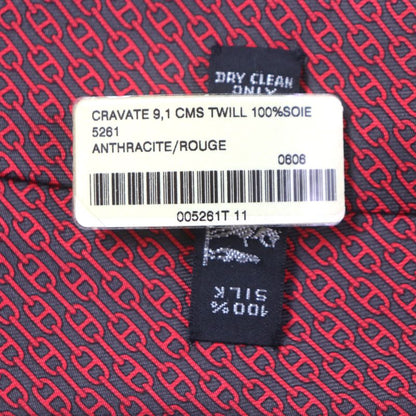 DRY CLEAN
ONLY
CRAVATE 9,1 CMS TWILL 100%SOIE
5261
ANTHRACITE/ROUGE
0606
005261T 11
100%
SILK